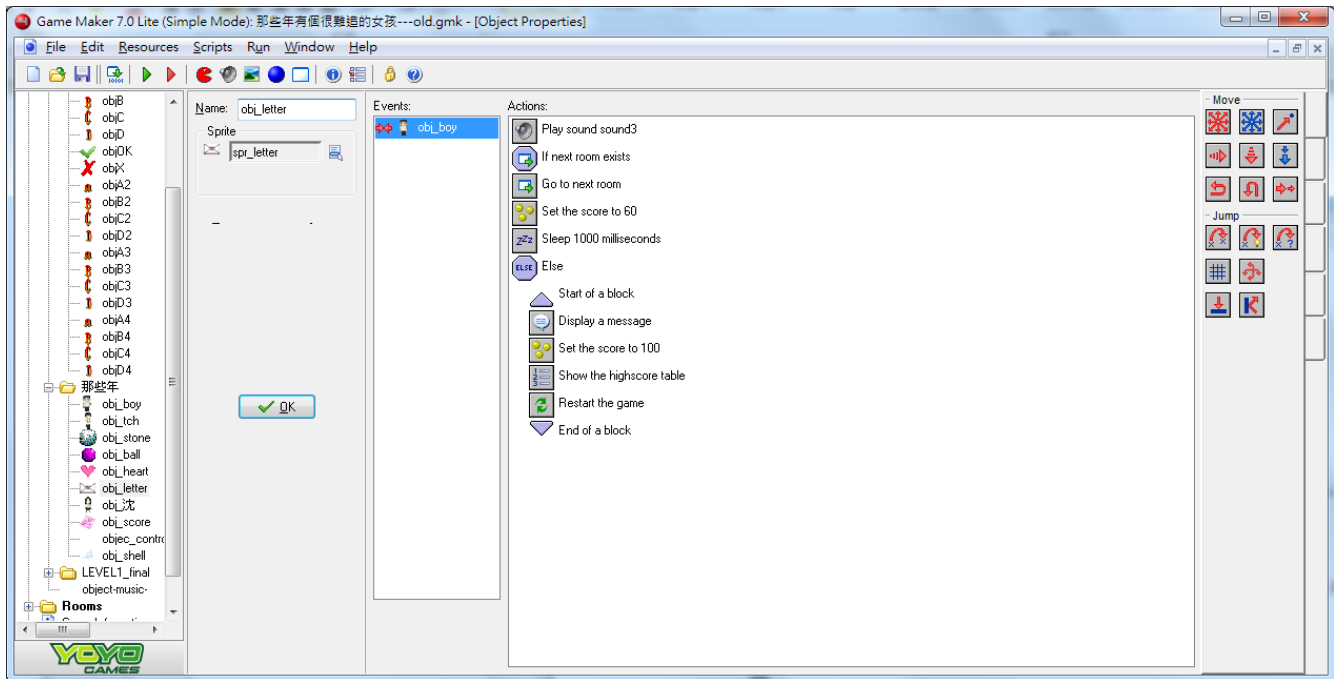 Game Maker 7.0 Lite (Simple Mode): 那些年有個很難追的女孩---old.gmk - [Object Properties]
File Edit Resources Scripts Run Window Help
objB
objC
objD
objOK
objX
objA2
objB2
objC2
objD2
objA3
objB3
objC3
objD3
objA4
objB4
objC4
objD4
那些年
obj_boy
obj_tch
obj_stone
obj_ball
obj_heart
obj_letter
obj_沈
obj_score
objec_contro
obj_shell
LEVEL1_final
object-music-
Rooms
YOYO
GAMES
Name: obj_letter
Sprite
spr_letter
OK
Events:
obj_boy
Actions:
Play sound sound3
If next room exists
Go to next room
Set the score to 60
Sleep 1000 milliseconds
ELSE Else
Start of a block
Display a message
Set the score to 100
Show the highscore table
Restart the game
End of a block
Move
Jump